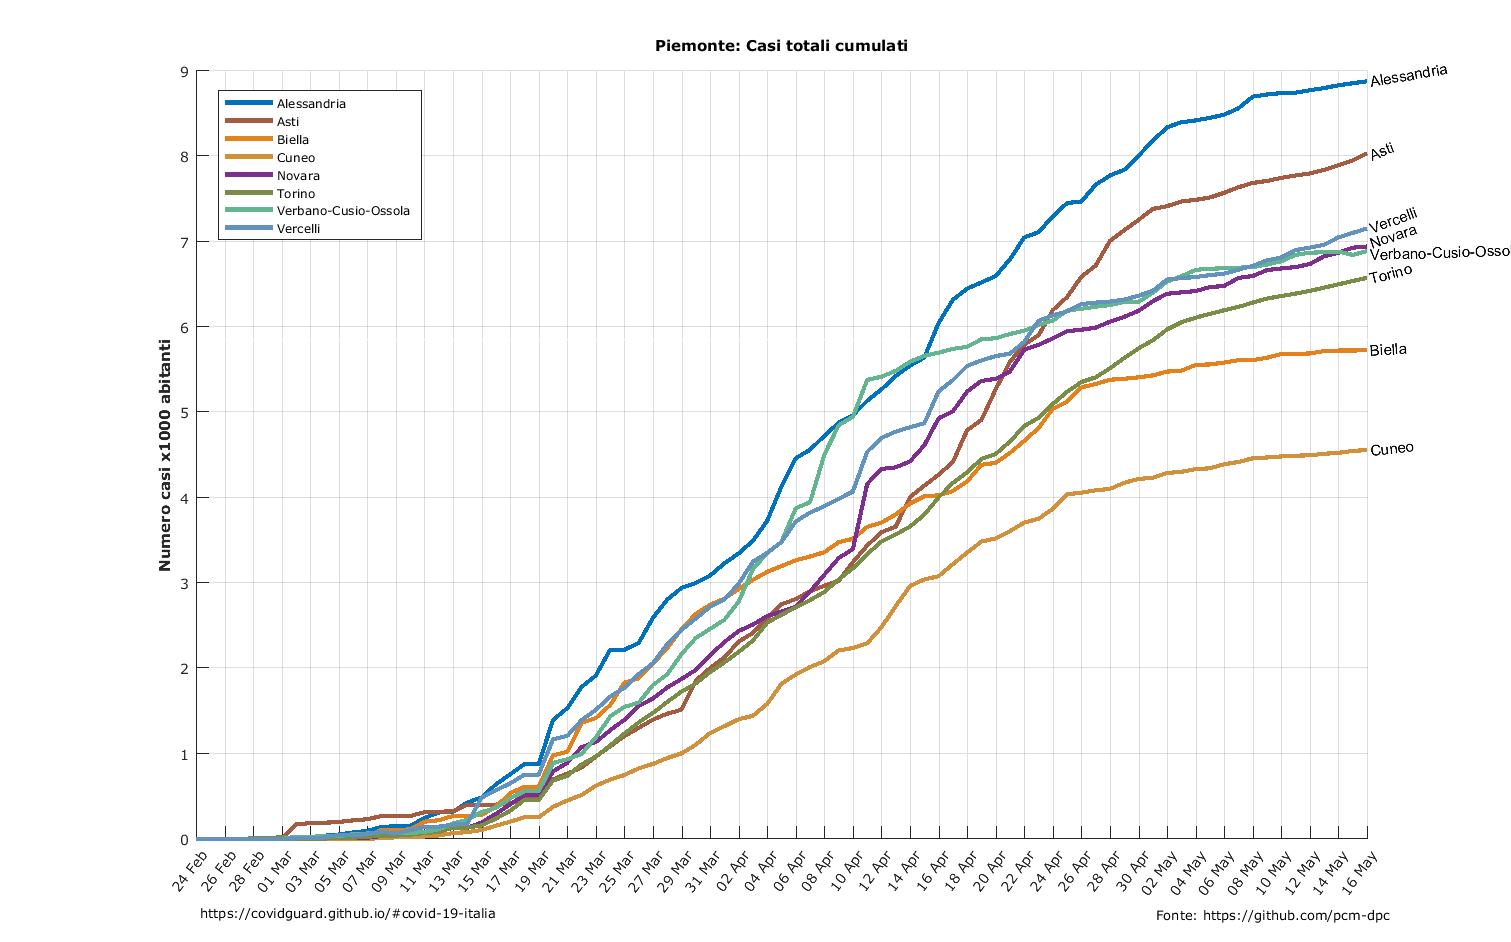 Piemonte: Casi totali cumulati
Numero casi x1000 abitanti
9
8
7
6
5
4
3
2
1
0
Alessandria
Asti
Biella
Cuneo
Novara
Torino
Verbano-Cusio-Ossola
Vercelli
Alessandria
Asti
Vercelli
Novara
Verbano-Cusio-Ossol
Torino
Biella
Cuneo
24 Feb
26 Feb
28 Feb
01 Mar
03 Mar
05 Mar
07 Mar
09 Mar
11 Mar
13 Mar
15 Mar
17 Mar
19 Mar
21 Mar
23 Mar
25 Mar
27 Mar
29 Mar
31 Mar
02 Apr
04 Apr
06 Apr
08 Apr
10 Apr
12 Apr
14 Apr
16 Apr
18 Apr
20 Apr
22 Apr
24 Apr
26 Apr
28 Apr
30 Apr
02 May
04 May
06 May
08 May
10 May
12 May
14 May
16 May
https://covidguard.github.io/#covid-19-italia
Fonte: https://github.com/pcm-dpc